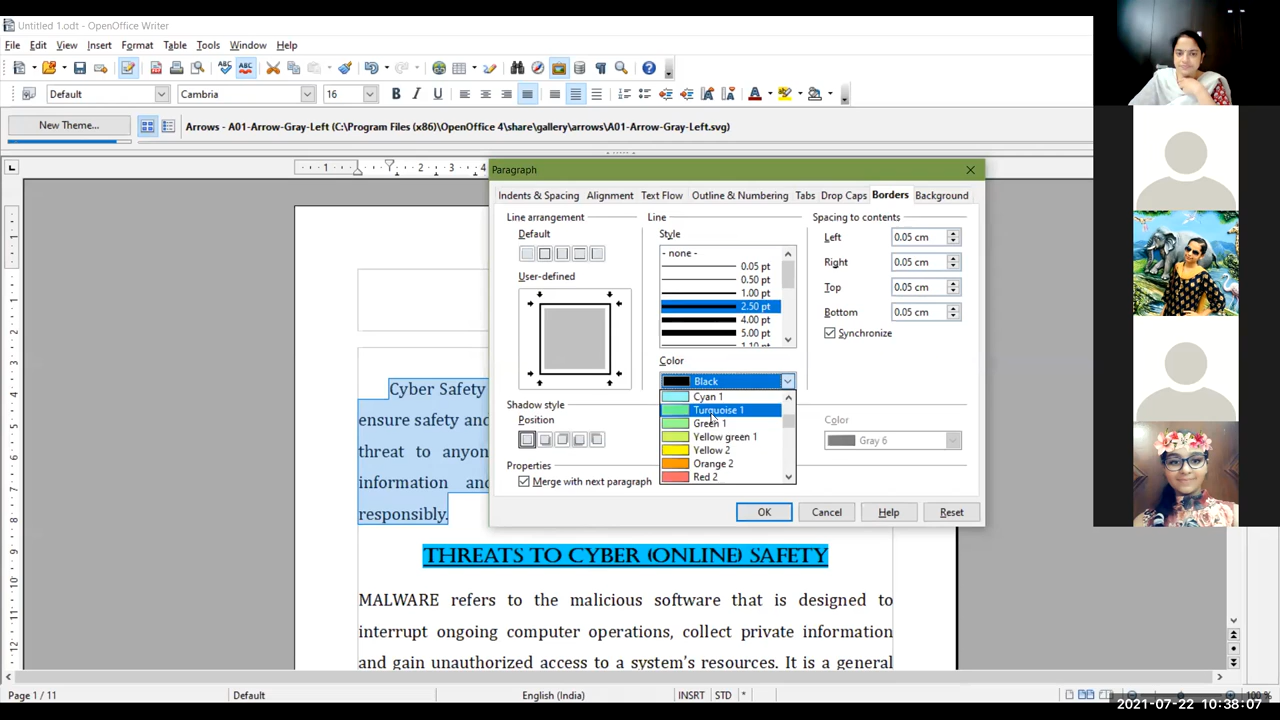 Untitled 1.odt - OpenOffice Writer
File Edit View Insert Format Table Tools Window Help
Default Cambria 16
New Theme... Arrows - A01-Arrow-Gray-Left (C:\Program Files (x86)\OpenOffice 4\share\gallery\arrows\A01-Arrow-Gray-Left.svg)
Paragraph
Indents & Spacing Alignment Text Flow Outline & Numbering Tabs Drop Caps Borders Background
Line arrangement Line Spacing to contents
Default Style Left 0.05 cm
- none -
0.05 pt Right 0.05 cm
User-defined 0.50 pt
1.00 pt Top 0.05 cm
2.50 pt Bottom 0.05 cm
4.00 pt
5.00 pt Synchronize
1.10 pt
Color
Black
Cyan 1
Turquoise 1
Green 1
Yellow green 1
Yellow 2
Orange 2
Red 2
Shadow style
Position Color
Gray 6
Properties
Merge with next paragraph
OK Cancel Help Reset
Cyber Safety
ensure safety and
threat to anyon
information and
responsibly.
THREATS TO CYBER (ONLINE) SAFETY
MALWARE refers to the malicious software that is designed to
interrupt ongoing computer operations, collect private information
and gain unauthorized access to a system's resources. It is a general
Page 1 / 11 Default English (India) INSRT STD * 100 %
2021-07-22 10:38:07